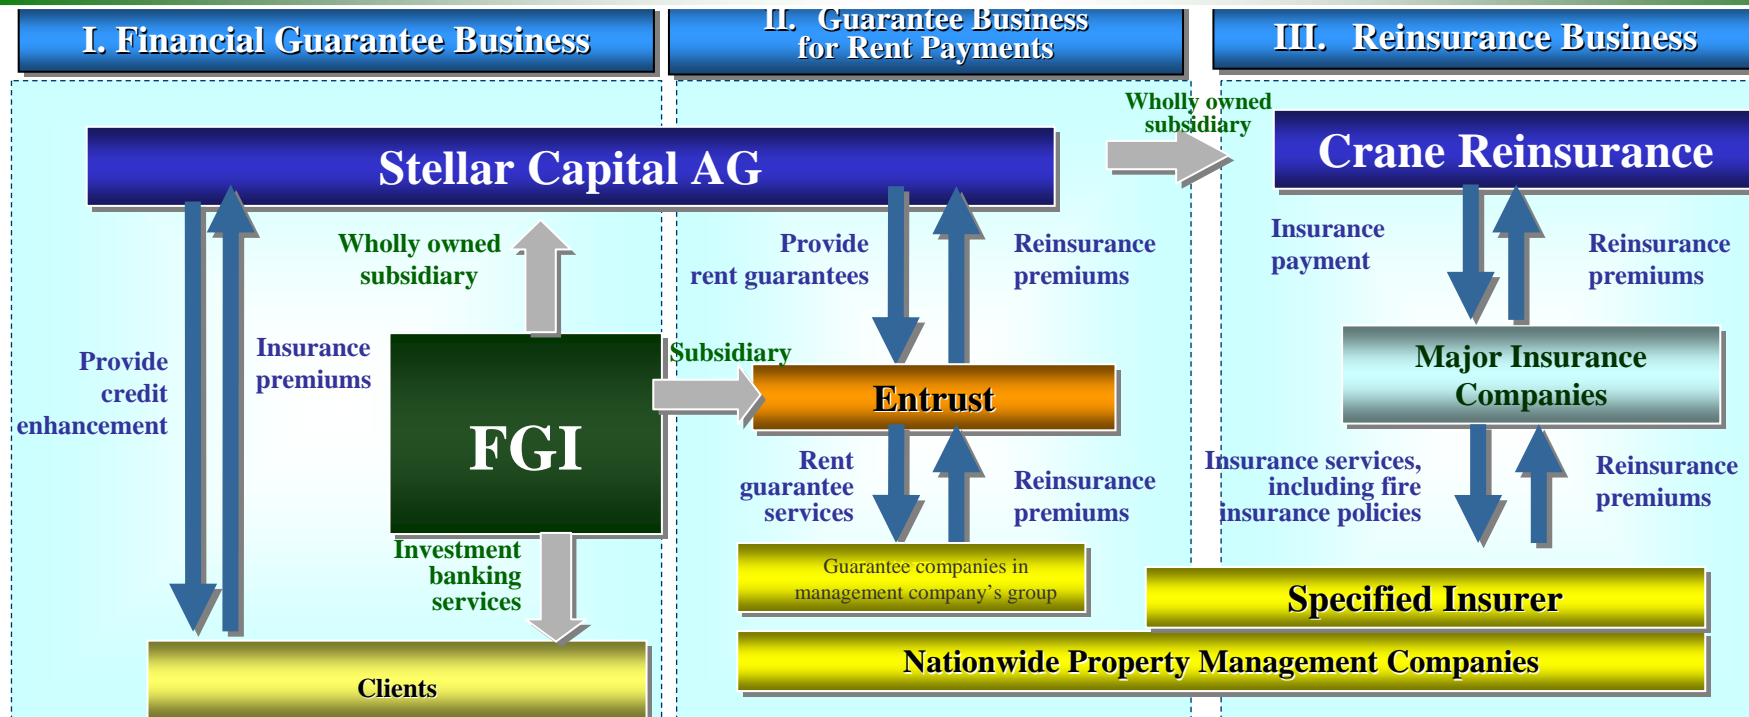 I. Financial Guarantee Business
II. Guarantee Business
for Rent Payments
III. Reinsurance Business
Stellar Capital AG
Wholly owned
subsidiary
Crane Reinsurance
Wholly owned
subsidiary
Provide
rent guarantees
Reinsurance
premiums
Insurance
payment
Reinsurance
premiums
Provide
credit
enhancement
Insurance
premiums
FGI
Subsidiary
Entrust
Major Insurance
Companies
Investment
banking
services
Rent
guarantee
services
Reinsurance
premiums
Insurance services,
including fire
insurance policies
Reinsurance
premiums
Guarantee companies in
management company’s group
Specified Insurer
Nationwide Property Management Companies
Clients